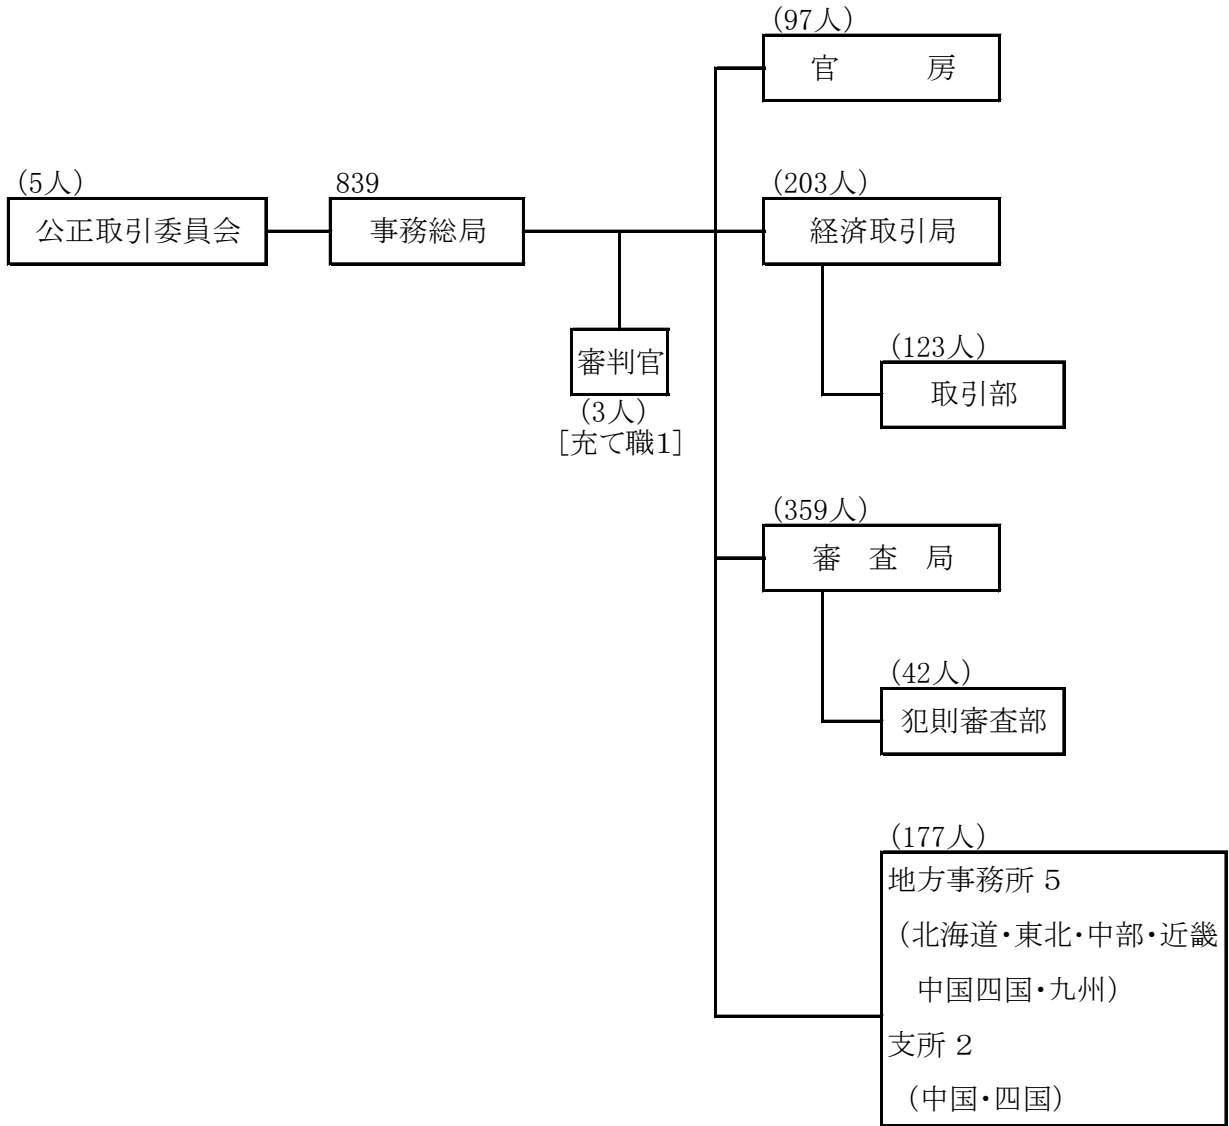 (97人)
官　　　房
(5人)
公正取引委員会
839
事務総局
(203人)
経済取引局
審判官
(3人)
[充て職1]
(123人)
取引部
(359人)
審　査　局
(42人)
犯則審査部
(177人)
地方事務所 5
(北海道・東北・中部・近畿
中国四国・九州)
支所 2
(中国・四国)